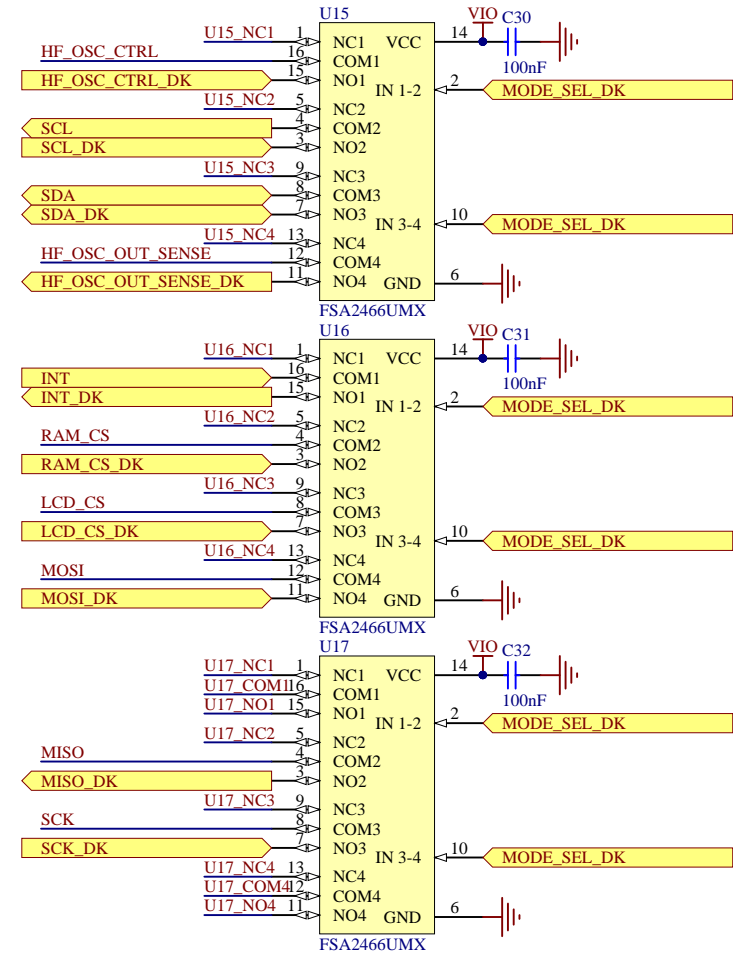 U15
U15_NC1 1 NC1 VCC 14 VIO C30
HF_OSC_CTRL 16 COM1 100nF
HF_OSC_CTRL_DK 15 NO1 IN 1-2 2 MODE_SEL_DK
U15_NC2 5 NC2
SCL 4 COM2
SCL_DK 3 NO2
U15_NC3 9 NC3
SDA 8 COM3
SDA_DK 7 NO3 IN 3-4 10 MODE_SEL_DK
U15_NC4 13 NC4
HF_OSC_OUT_SENSE 12 COM4
HF_OSC_OUT_SENSE_DK 11 NO4 GND 6
FSA2466UMX
U16
U16_NC1 1 NC1 VCC 14 VIO C31
INT 16 COM1 100nF
INT_DK 15 NO1 IN 1-2 2 MODE_SEL_DK
U16_NC2 5 NC2
RAM_CS 4 COM2
RAM_CS_DK 3 NO2
U16_NC3 9 NC3
LCD_CS 8 COM3
LCD_CS_DK 7 NO3 IN 3-4 10 MODE_SEL_DK
U16_NC4 13 NC4
MOSI 12 COM4
MOSI_DK 11 NO4 GND 6
FSA2466UMX
U17
U17_NC1 1 NC1 VCC 14 VIO C32
U17_COM1 16 COM1 100nF
U17_NO1 15 NO1 IN 1-2 2 MODE_SEL_DK
U17_NC2 5 NC2
MISO 4 COM2
MISO_DK 3 NO2
U17_NC3 9 NC3
SCK 8 COM3
SCK_DK 7 NO3 IN 3-4 10 MODE_SEL_DK
U17_NC4 13 NC4
U17_COM4 12 COM4
U17_NO4 11 NO4 GND 6
FSA2466UMX